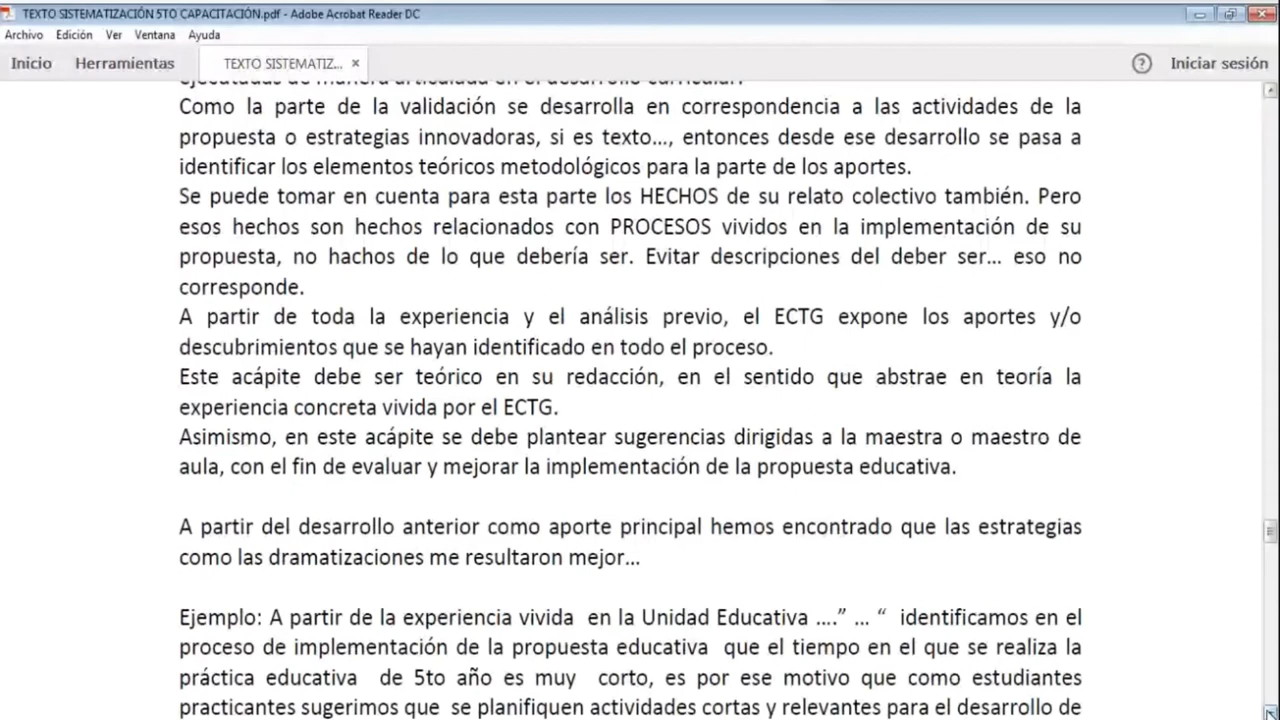 TEXTO SISTEMATIZACIÓN 5TO CAPACITACIÓN.pdf - Adobe Acrobat Reader DC
Archivo Edición Ver Ventana Ayuda
Inicio Herramientas TEXTO SISTEMATIZ... × ? Iniciar sesión
ejecutadas de manera articulada en el desarrollo curricular.
Como la parte de la validación se desarrolla en correspondencia a las actividades de la
propuesta o estrategias innovadoras, si es texto..., entonces desde ese desarrollo se pasa a
identificar los elementos teóricos metodológicos para la parte de los aportes.
Se puede tomar en cuenta para esta parte los HECHOS de su relato colectivo también. Pero
esos hechos son hechos relacionados con PROCESOS vividos en la implementación de su
propuesta, no hachos de lo que debería ser. Evitar descripciones del deber ser... eso no
corresponde.
A partir de toda la experiencia y el análisis previo, el ECTG expone los aportes y/o
descubrimientos que se hayan identificado en todo el proceso.
Este acápite debe ser teórico en su redacción, en el sentido que abstrae en teoría la
experiencia concreta vivida por el ECTG.
Asimismo, en este acápite se debe plantear sugerencias dirigidas a la maestra o maestro de
aula, con el fin de evaluar y mejorar la implementación de la propuesta educativa.
A partir del desarrollo anterior como aporte principal hemos encontrado que las estrategias
como las dramatizaciones me resultaron mejor...
Ejemplo: A partir de la experiencia vivida en la Unidad Educativa ....” ... “ identificamos en el
proceso de implementación de la propuesta educativa que el tiempo en el que se realiza la
práctica educativa de 5to año es muy corto, es por ese motivo que como estudiantes
practicantes sugerimos que se planifiquen actividades cortas y relevantes para el desarrollo de